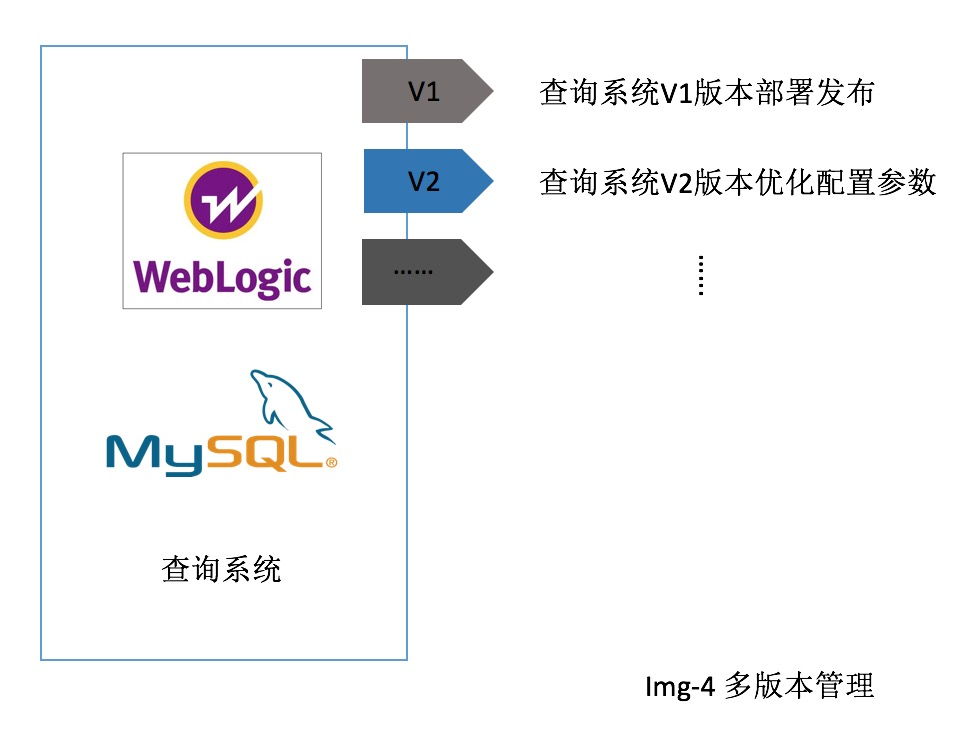 V1
查询系统V1版本部署发布
V2
查询系统V2版本优化配置参数
......
WebLogic
MySQL®
查询系统
Img-4 多版本管理